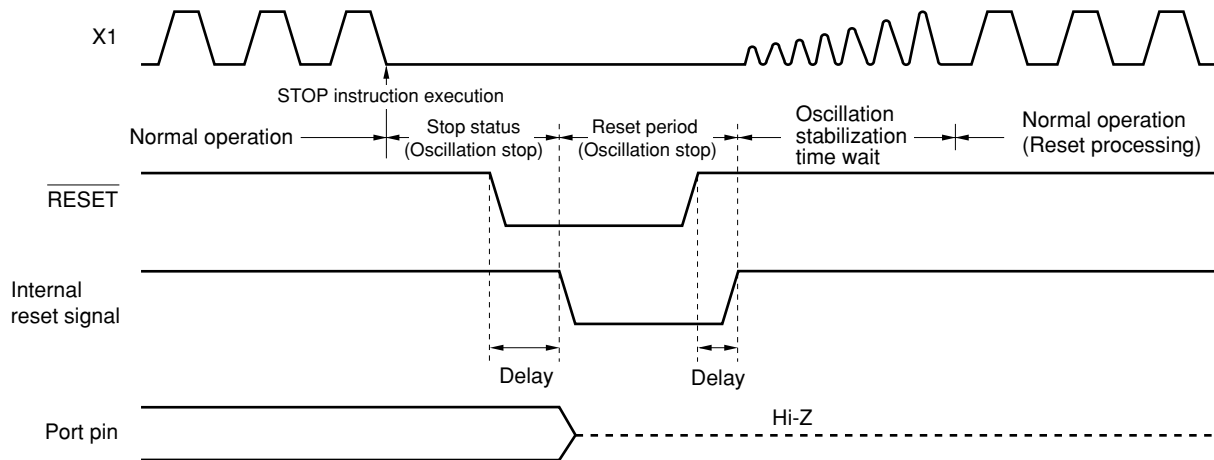 X1
STOP instruction execution
Normal operation
Stop status
(Oscillation stop)
Reset period
(Oscillation stop)
Oscillation
stabilization
time wait
Normal operation
(Reset processing)
RESET
Internal
reset signal
Delay
Delay
Hi-Z
Port pin